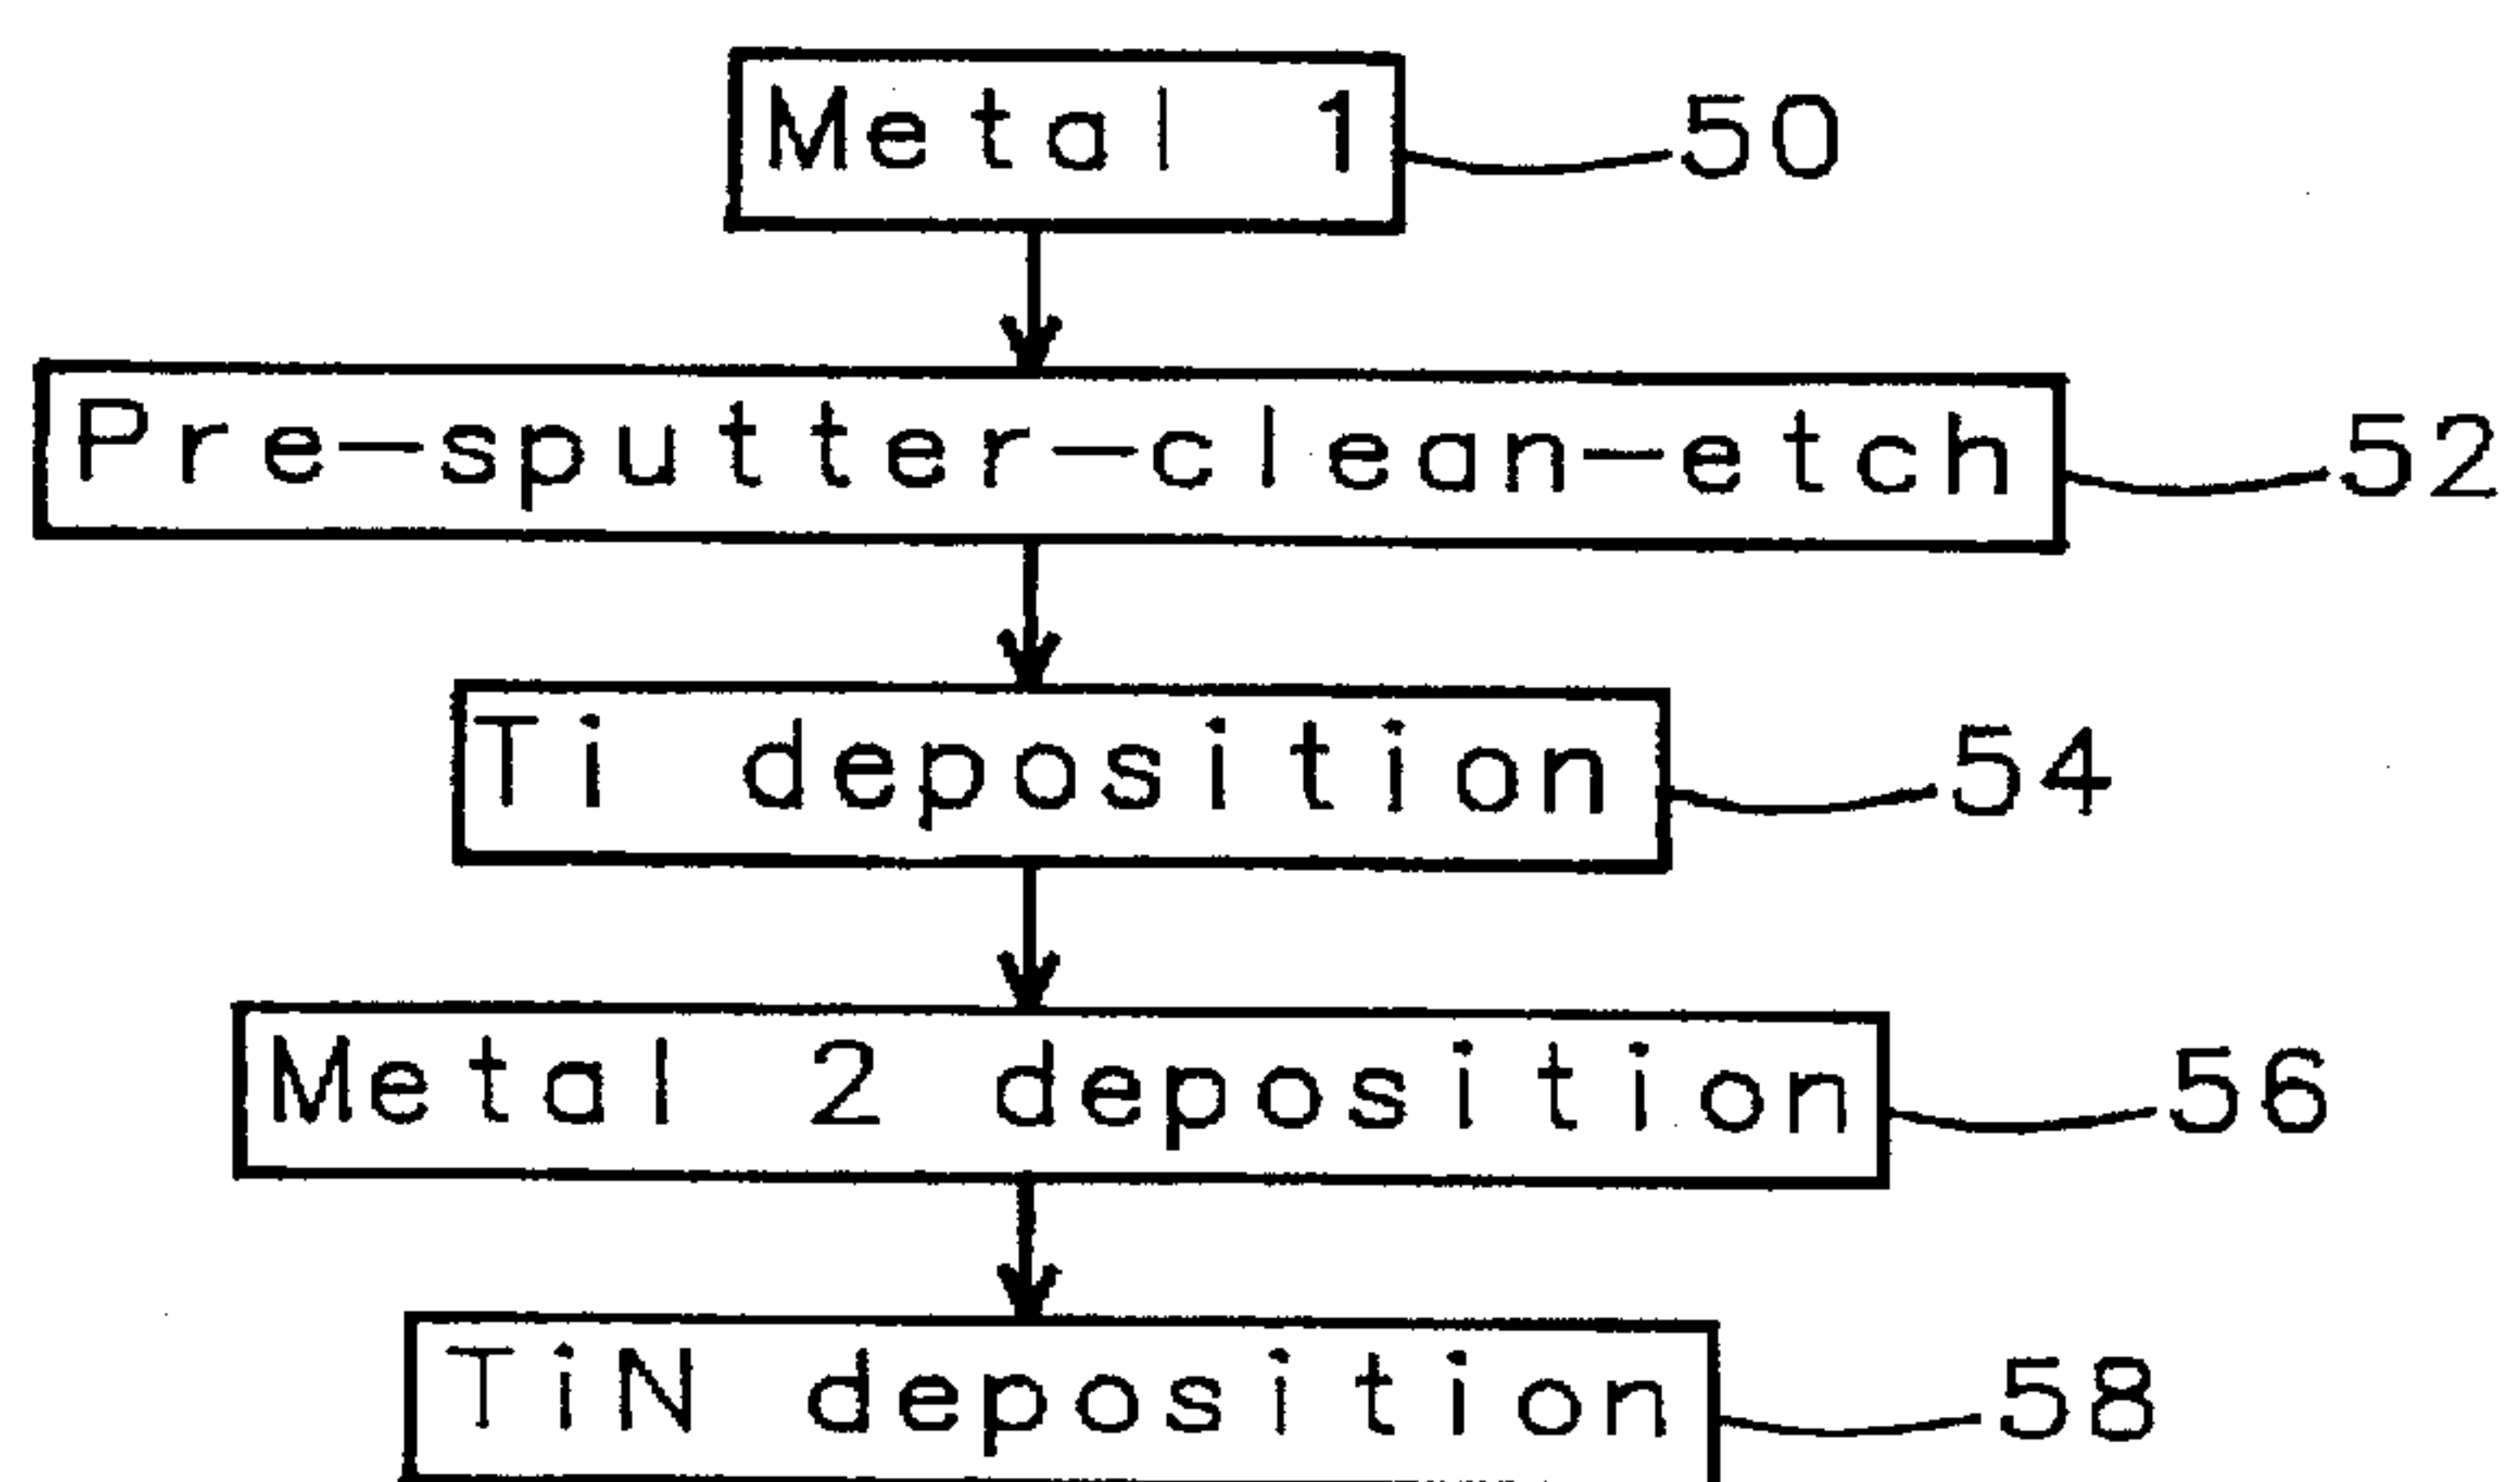 Metal 1 50
Pre-sputter-clean-etch 52
Ti deposition 54
Metal 2 deposition 56
TiN deposition 58